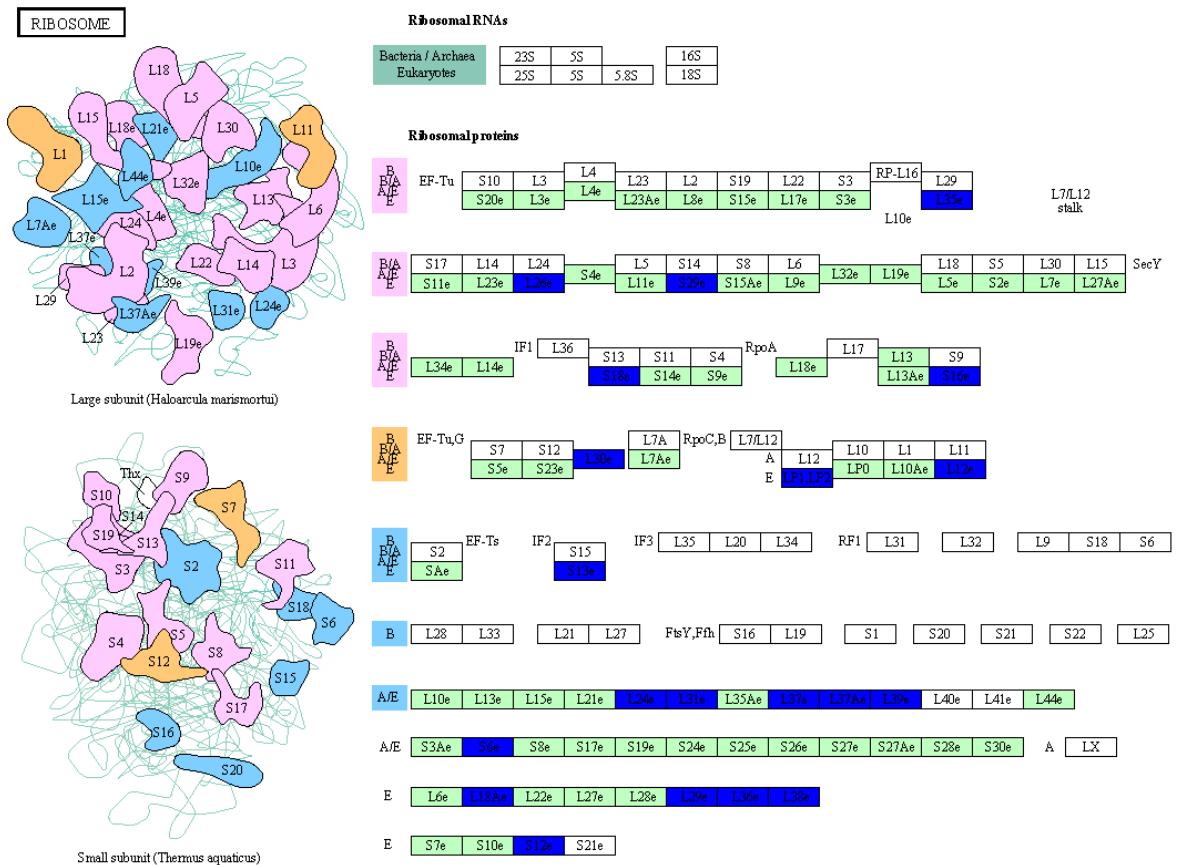 RIBOSOME
Ribosomal RNAs
Bacteria / Archaea 23S 5S 16S
Eukaryotes 25S 5S 5.8S 18S
L18
L5
L15
L18e
L21e
L30
L11
L1
L44e
L10e
L32e
L15e
L13
L6
L4e
L7Ae
L24
L37e
L2
L22
L14
L3
L39e
L29
L37Ae
L31e
L24e
L23
L19e
Large subunit (Haloarcula marismortui)
Thx
S9
S10
S14
S7
S19
S13
S3
S2
S11
S18
S6
S4
S5
S12
S8
S15
S17
S16
S20
Small subunit (Thermus aquaticus)
Ribosomal proteins
B
B/A
A/E
E
EF-Tu S10 L3 L4 L23 L2 S19 L22 S3 RP-L16 L29
S20e L3e L4e L23Ae L8e S15e L17e S3e L10e L35e
L7/L12
stalk
B/A
A/E
E
S17 L14 L24 L5 S14 S8 L6 L18 S5 L30 L15 SecY
S11e L23e L26e S4e L11e S29e S15Ae L9e L32e L19e L5e S2e L7e L27Ae
B
B/A
A/E
E
IF1 L36 S13 S11 S4 RpoA L17 L13 S9
L34e L14e S18e S14e S9e L18e L13Ae S16e
B
B/A
A/E
E
EF-Tu,G S7 S12 L7A RpoC,B L7/L12 L10 L1 L11
S5e S23e L30e L7Ae A L12 LP0 L10Ae L12e
E LP1,LP2
B
B/A
A/E
E
S2 EF-Ts IF2 S15 IF3 L35 L20 L34 RF1 L31 L32 L9 S18 S6
SAe S13e
B L28 L33 L21 L27 FtsY,Ffh S16 L19 S1 S20 S21 S22 L25
A/E L10e L13e L15e L21e L24e L31e L35Ae L37e L37Ae L39e L40e L41e L44e
A/E S3Ae S6e S8e S17e S19e S24e S25e S26e S27e S27Ae S28e S30e A LX
E L6e L18Ae L22e L27e L28e L29e L36e L38e
E S7e S10e S12e S21e